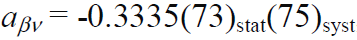 aβν = -0.3335(73)stat(75)syst